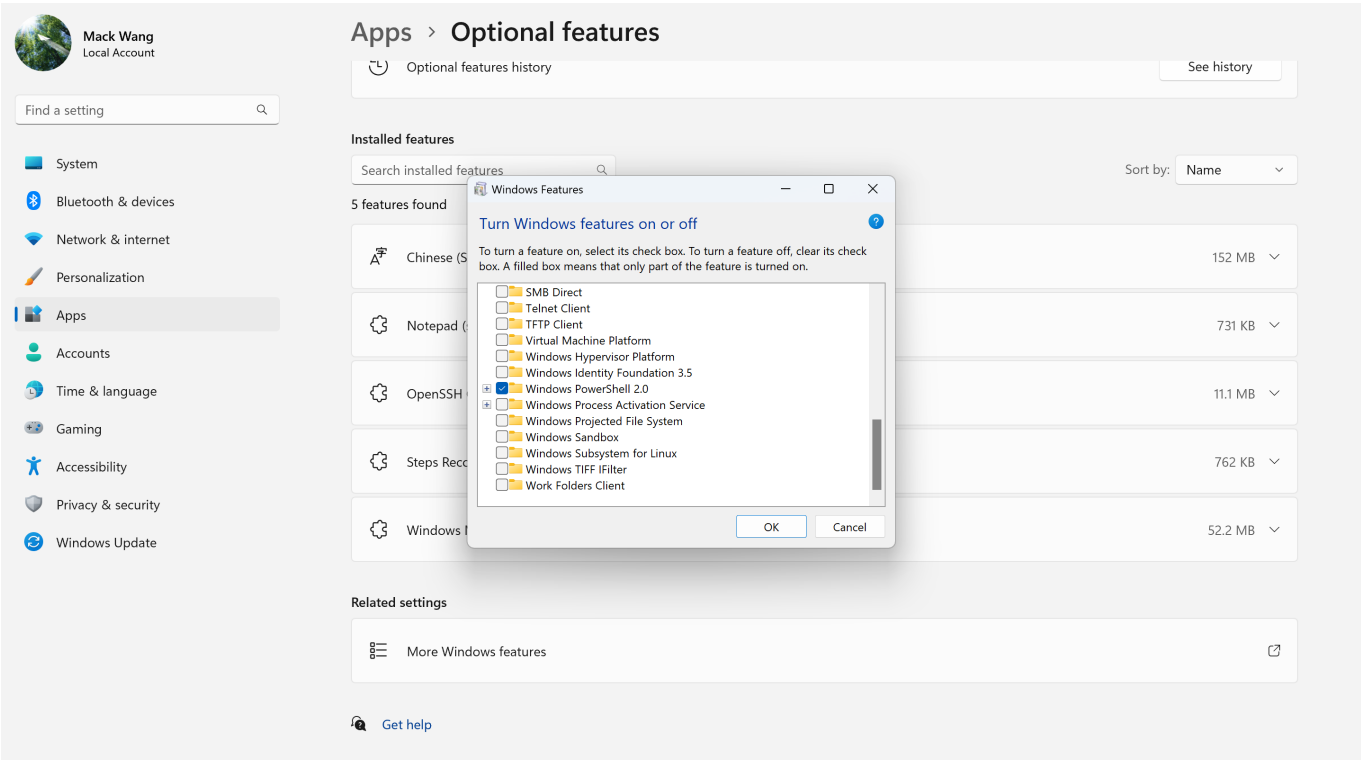 Mack Wang
Local Account
Find a setting
System
Bluetooth & devices
Network & internet
Personalization
Apps
Accounts
Time & language
Gaming
Accessibility
Privacy & security
Windows Update
Apps > Optional features
Optional features history
See history
Installed features
Search installed features
Sort by: Name
5 features found
Chinese (S
152 MB
Notepad (
731 KB
OpenSSH
11.1 MB
Steps Reco
762 KB
Windows
52.2 MB
Windows Features
Turn Windows features on or off
To turn a feature on, select its check box. To turn a feature off, clear its check
box. A filled box means that only part of the feature is turned on.
SMB Direct
Telnet Client
TFTP Client
Virtual Machine Platform
Windows Hypervisor Platform
Windows Identity Foundation 3.5
Windows PowerShell 2.0
Windows Process Activation Service
Windows Projected File System
Windows Sandbox
Windows Subsystem for Linux
Windows TIFF IFilter
Work Folders Client
OK
Cancel
Related settings
More Windows features
Get help